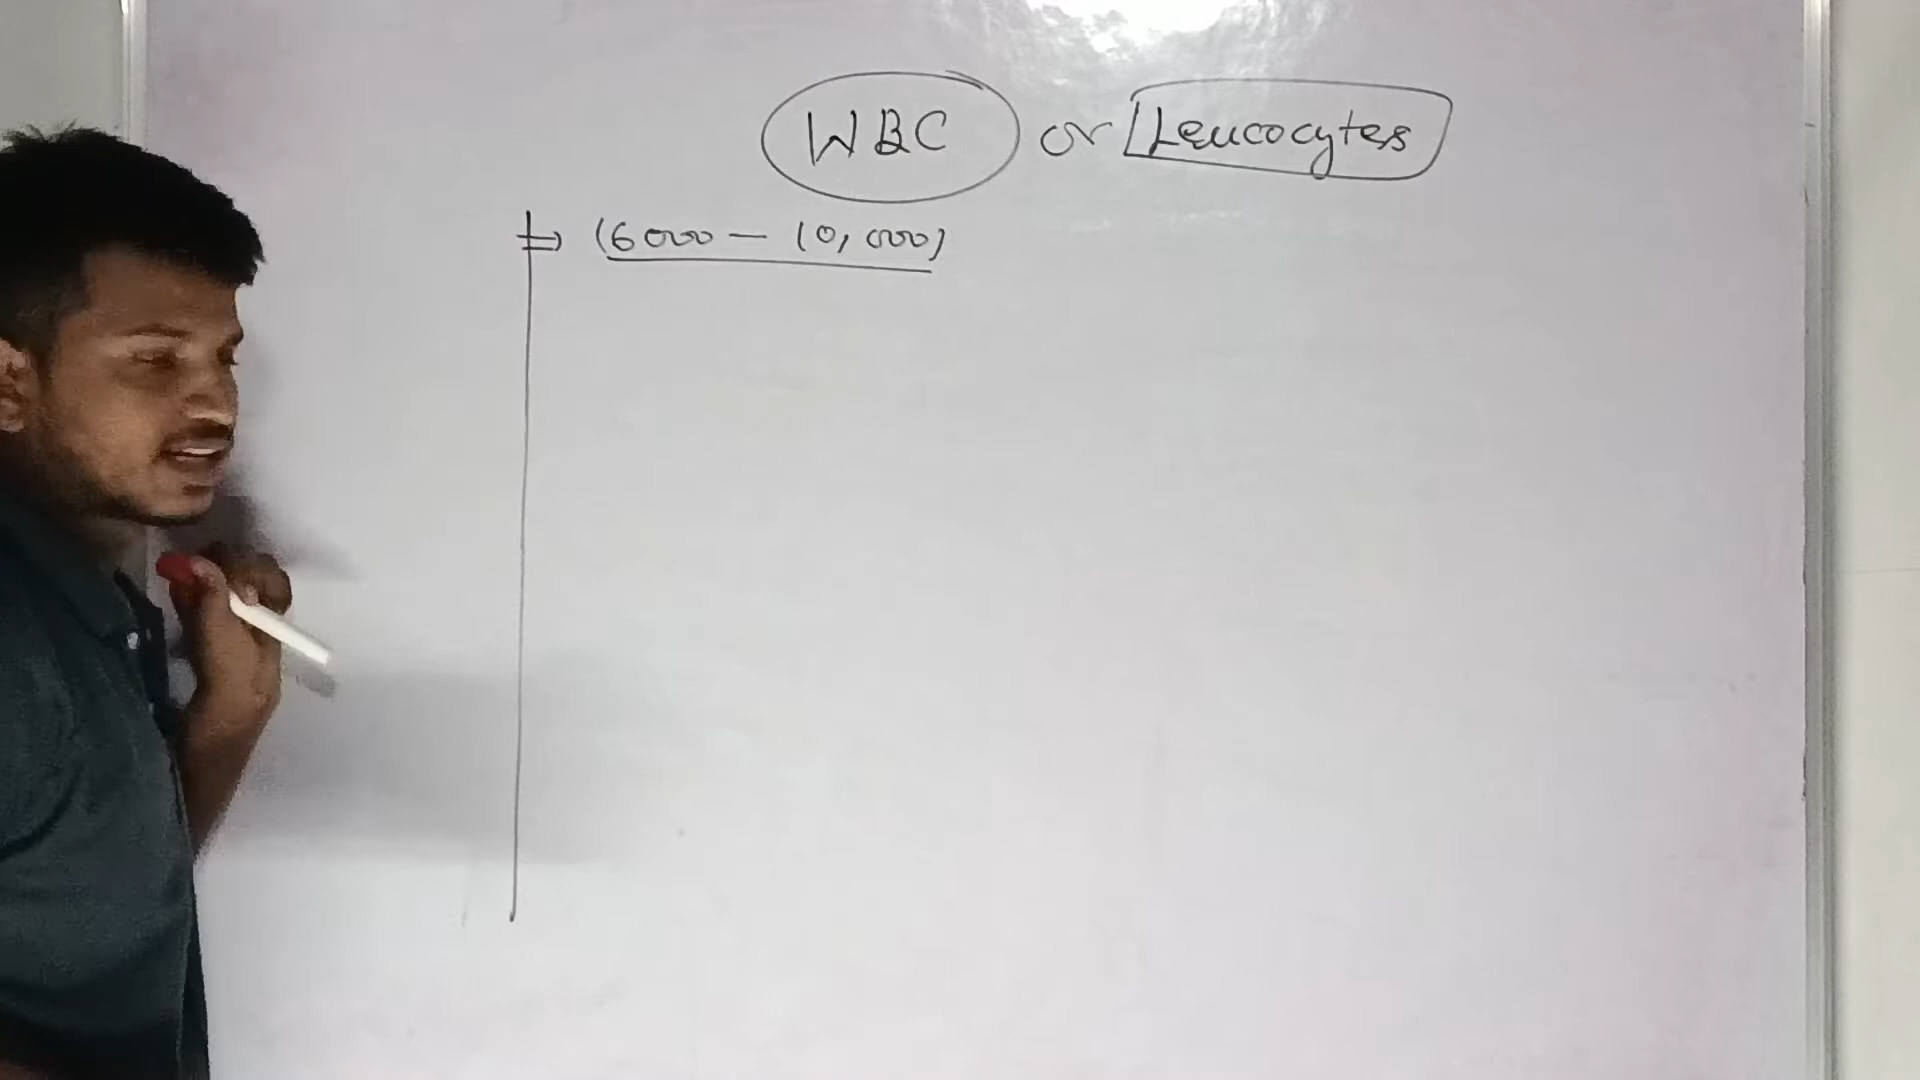 WBC or Leucocytes
⇒ (6000 — 10,000)